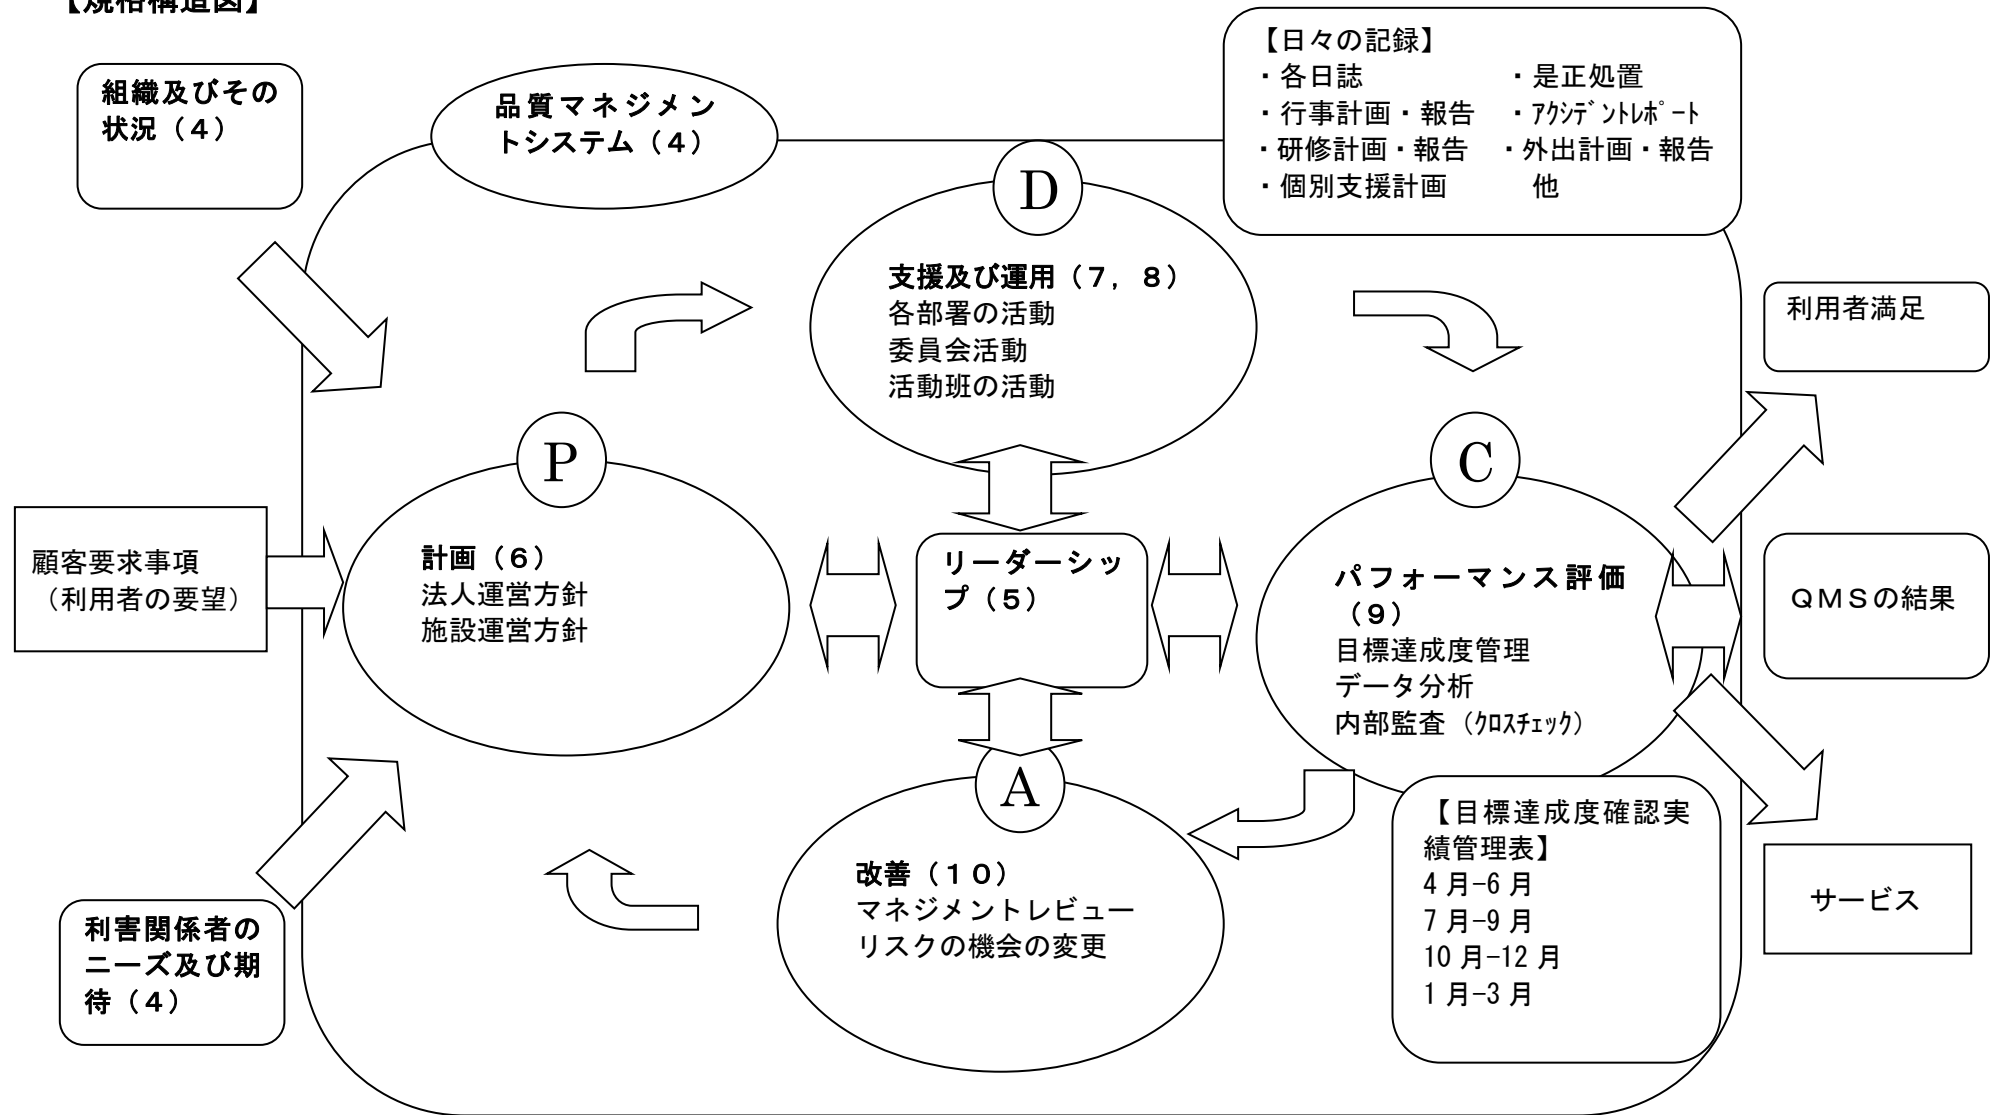 【規格構造図】
組織及びその
状況（４）
品質マネジメン
トシステム（４）
【日々の記録】
・各日誌　・是正処置
・行事計画・報告　・ｱｸｼﾃﾞﾝﾄﾚﾎﾟｰﾄ
・研修計画・報告　・外出計画・報告
・個別支援計画　他
D
支援及び運用（７，８）
各部署の活動
委員会活動
活動班の活動
利用者満足
P
計画（６）
法人運営方針
施設運営方針
顧客要求事項
（利用者の要望）
リーダーシッ
プ（５）
C
パフォーマンス評価
（９）
目標達成度管理
データ分析
内部監査（ｸﾛｽﾁｪｯｸ）
ＱＭＳの結果
A
改善（１０）
マネジメントレビュー
リスクの機会の変更
【目標達成度確認実
績管理表】
4 月-6 月
7 月-9 月
10 月-12 月
1 月-3 月
サービス
利害関係者の
ニーズ及び期
待（４）